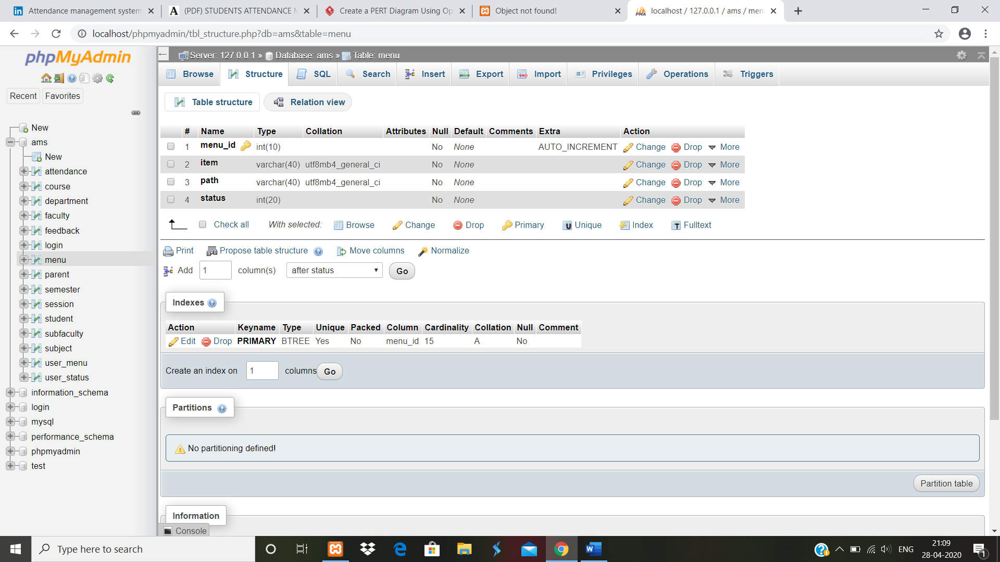 Attendance management system
(PDF) STUDENTS ATTENDANCE M
Create a PERT Diagram Using Op
Object not found!
localhost / 127.0.0.1 / ams / menu
localhost/phpmyadmin/tbl_structure.php?db=ams&table=menu
phpMyAdmin
Recent Favorites
New
ams
New
attendance
course
department
faculty
feedback
login
menu
parent
semester
session
student
subfaculty
subject
user_menu
user_status
information_schema
login
mysql
performance_schema
phpmyadmin
test
Server: 127.0.0.1 » Database: ams » Table: menu
Browse Structure SQL Search Insert Export Import Privileges Operations Triggers
Table structure Relation view
# Name Type Collation Attributes Null Default Comments Extra Action
1 menu_id int(10) No None AUTO_INCREMENT Change Drop More
2 item varchar(40) utf8mb4_general_ci No None Change Drop More
3 path varchar(40) utf8mb4_general_ci No None Change Drop More
4 status int(20) No None Change Drop More
Check all With selected: Browse Change Drop Primary Unique Index Fulltext
Print Propose table structure Move columns Normalize
Add 1 column(s) after status Go
Indexes
Action Keyname Type Unique Packed Column Cardinality Collation Null Comment
Edit Drop PRIMARY BTREE Yes No menu_id 15 A No
Create an index on 1 columns Go
Partitions
No partitioning defined!
Partition table
Information
Console
Type here to search
ENG
21:09
28-04-2020
1